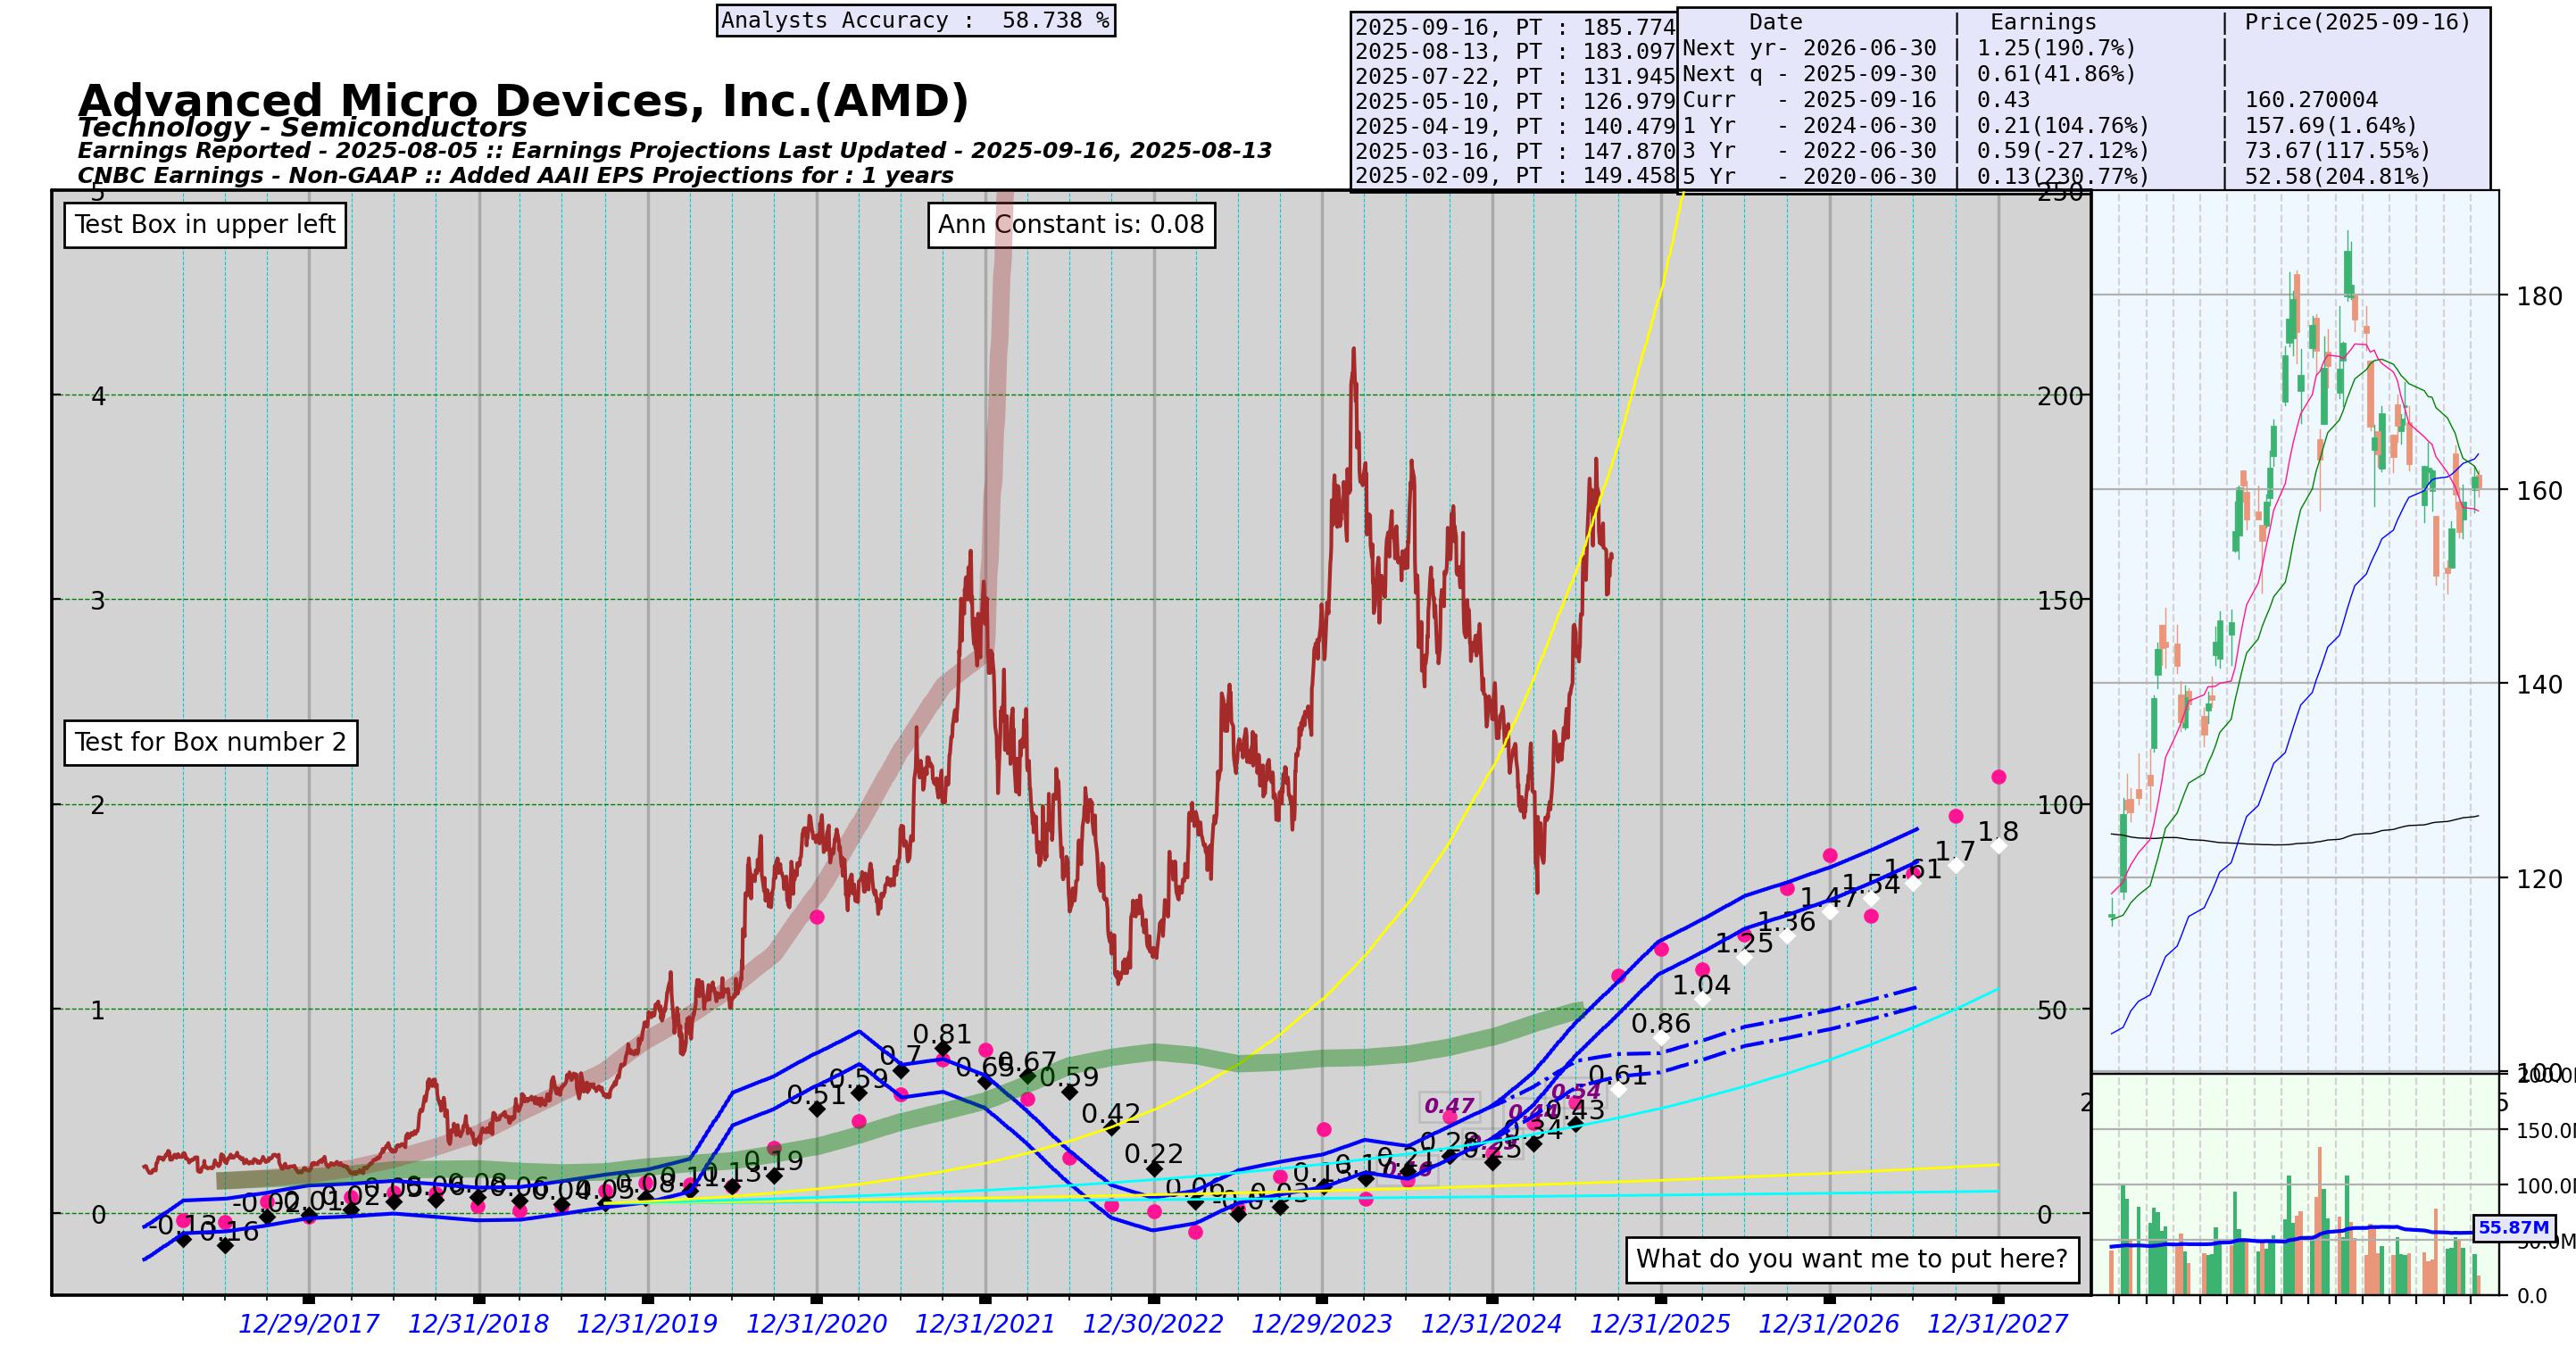 Analysts Accuracy :  58.738 %
2025-09-16, PT : 185.774
2025-08-13, PT : 183.097
2025-07-22, PT : 131.945
2025-05-10, PT : 126.979
2025-04-19, PT : 140.479
2025-03-16, PT : 147.870
2025-02-09, PT : 149.458
Date | Earnings | Price(2025-09-16)
Next yr- 2026-06-30 | 1.25(190.7%) |
Next q - 2025-09-30 | 0.61(41.86%) |
Curr - 2025-09-16 | 0.43 | 160.270004
1 Yr - 2024-06-30 | 0.21(104.76%) | 157.69(1.64%)
3 Yr - 2022-06-30 | 0.59(-27.12%) | 73.67(117.55%)
5 Yr - 2020-06-30 | 0.13(230.77%) | 52.58(204.81%)
Advanced Micro Devices, Inc.(AMD)
Technology - Semiconductors
Earnings Reported - 2025-08-05 :: Earnings Projections Last Updated - 2025-09-16, 2025-08-13
CNBC Earnings - Non-GAAP :: Added AAII EPS Projections for : 1 years
5
250
Test Box in upper left
Ann Constant is: 0.08
180
4
200
160
3
150
140
Test for Box number 2
2
100
120
1.8
1.7
1.61
1.54
1.47
1.36
1.25
1.04
1
50
0.86
0.81
0.7
0.65
0.67
0.59
0.59
0.51
0.61
0.54
0.47
0.43
0.42
0.34
0.28
0.25
0.22
0.19
0.13
100
150.0M
100.0M
0
0
55.87M
What do you want me to put here?
0.0
12/29/2017
12/31/2018
12/31/2019
12/31/2020
12/31/2021
12/30/2022
12/29/2023
12/31/2024
12/31/2025
12/31/2026
12/31/2027